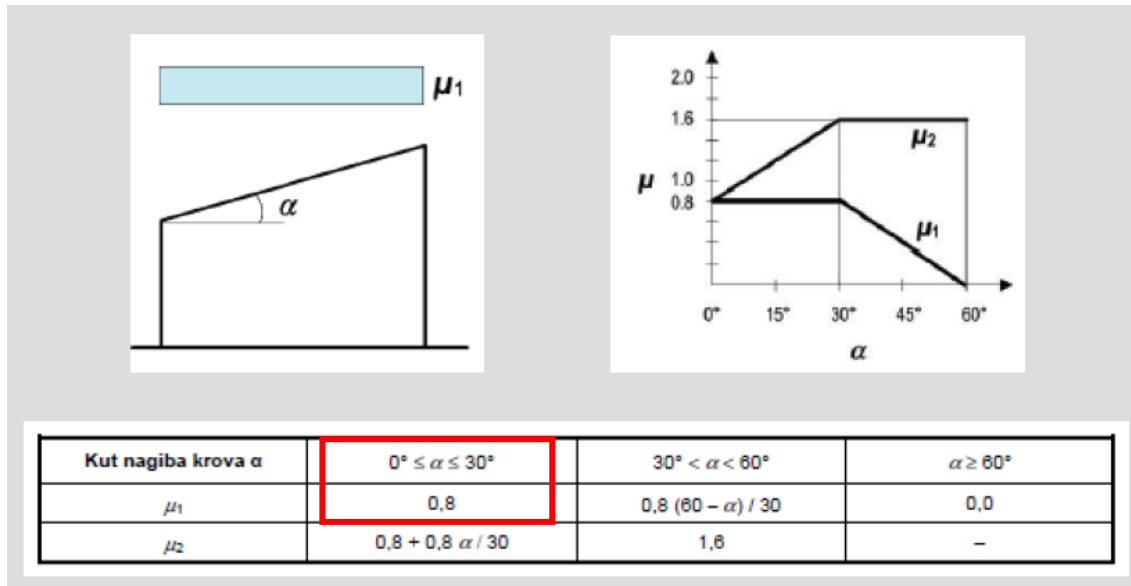 μ1
α
2.0
1.6
μ2
μ
1.0
0.8
μ1
0° 15° 30° 45° 60°
α
Kut nagiba krova α 0° ≤ α ≤ 30° 30° < α < 60° α ≥ 60°
μ1 0,8 0,8 (60 – α) / 30 0,0
μ2 0,8 + 0,8 α / 30 1,6 –